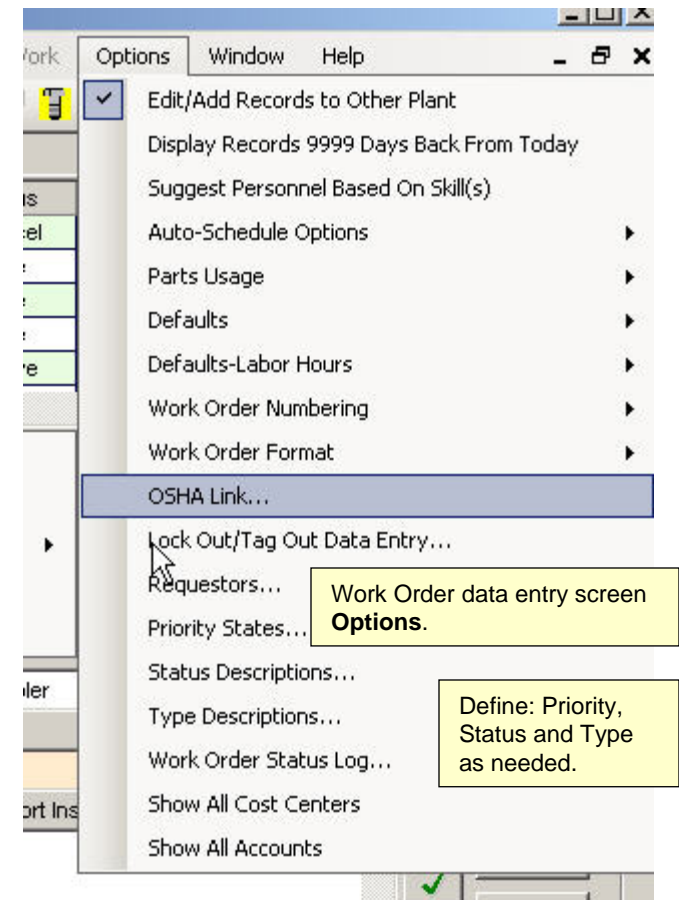 Options Window Help
Edit/Add Records to Other Plant
Display Records 9999 Days Back From Today
Suggest Personnel Based On Skill(s)
Auto-Schedule Options
Parts Usage
Defaults
Defaults-Labor Hours
Work Order Numbering
Work Order Format
OSHA Link...
Lock Out/Tag Out Data Entry...
Requestors...
Work Order data entry screen
Options.
Priority States...
Status Descriptions...
Define: Priority,
Status and Type
as needed.
Type Descriptions...
Work Order Status Log...
Show All Cost Centers
Show All Accounts